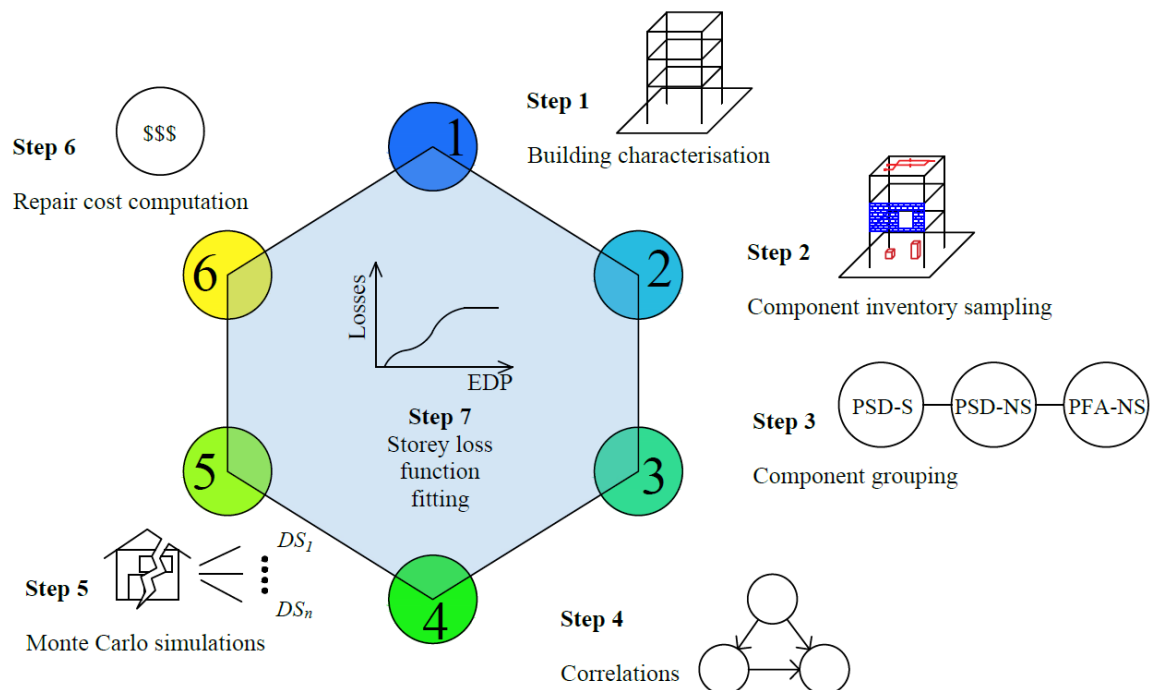 Step 1
Building characterisation
Step 2
Component inventory sampling
Step 3
PSD-S
PSD-NS
PFA-NS
Component grouping
Step 4
Correlations
Step 5
DS1
DSn
Monte Carlo simulations
Step 6
$$$
Repair cost computation
1
2
3
4
5
6
Losses
EDP
Step 7
Storey loss
function
fitting